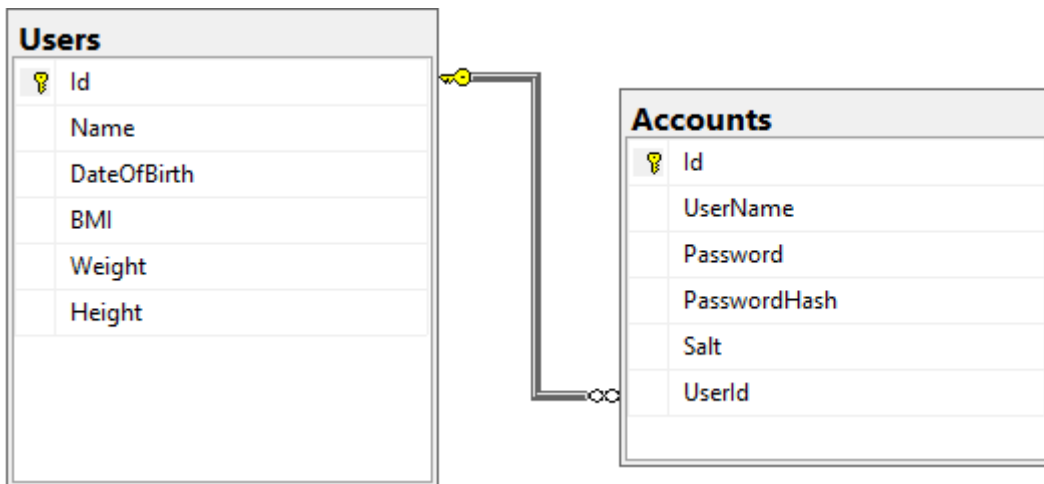 Users
Id
Name
DateOfBirth
BMI
Weight
Height
Accounts
Id
UserName
Password
PasswordHash
Salt
UserId